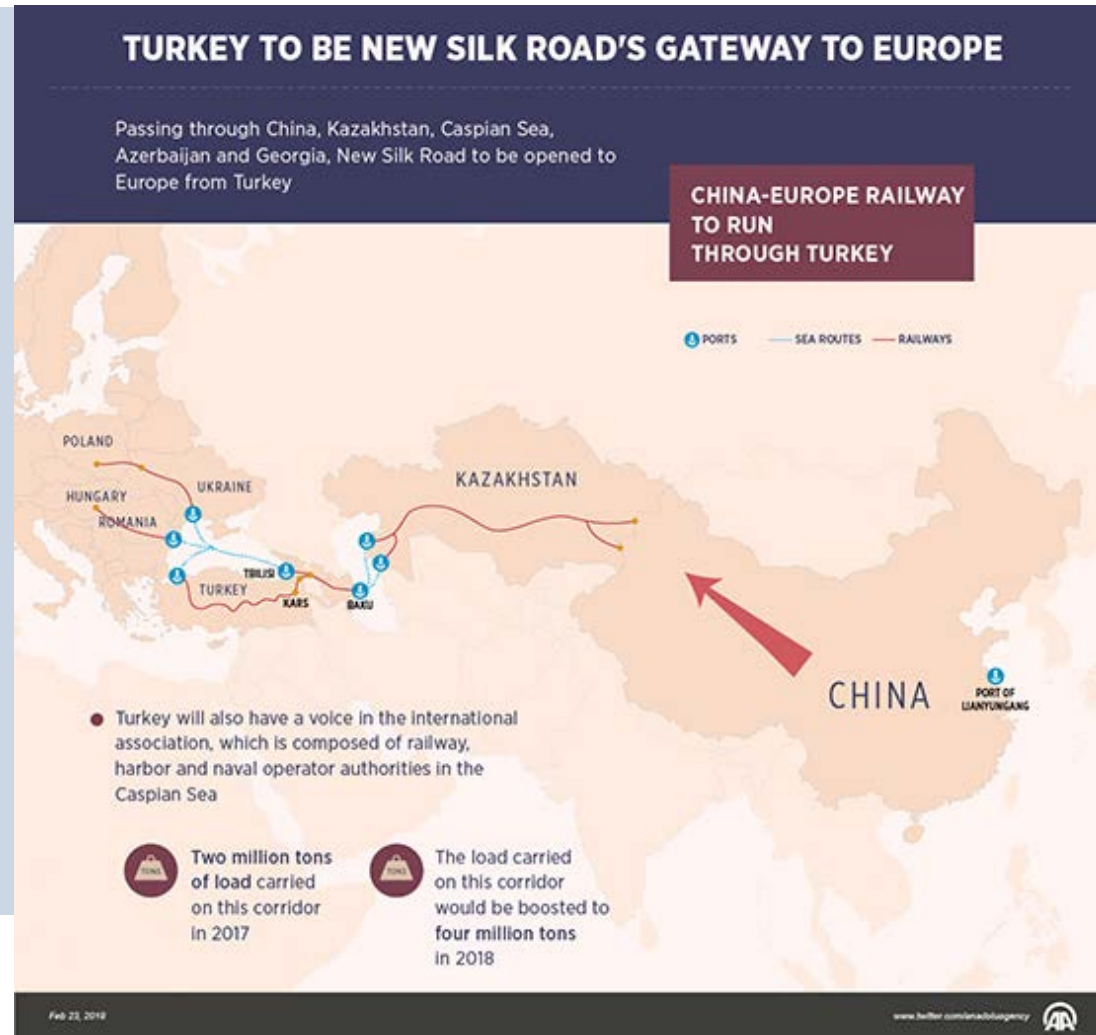 TURKEY TO BE NEW SILK ROAD'S GATEWAY TO EUROPE
Passing through China, Kazakhstan, Caspian Sea,
Azerbaijan and Georgia, New Silk Road to be opened to
Europe from Turkey
CHINA-EUROPE RAILWAY
TO RUN
THROUGH TURKEY
PORTS
SEA ROUTES
RAILWAYS
POLAND
UKRAINE
HUNGARY
ROMANIA
KAZAKHSTAN
TBILISI
TURKEY
KARS
BAKU
CHINA
PORT OF
LIANYUNGANG
Turkey will also have a voice in the international
association, which is composed of railway,
harbor and naval operator authorities in the
Caspian Sea
TONS
Two million tons
of load carried
on this corridor
in 2017
TONS
The load carried
on this corridor
would be boosted to
four million tons
in 2018
Feb 23, 2018
www.twitter.com/anadoluagency
AA